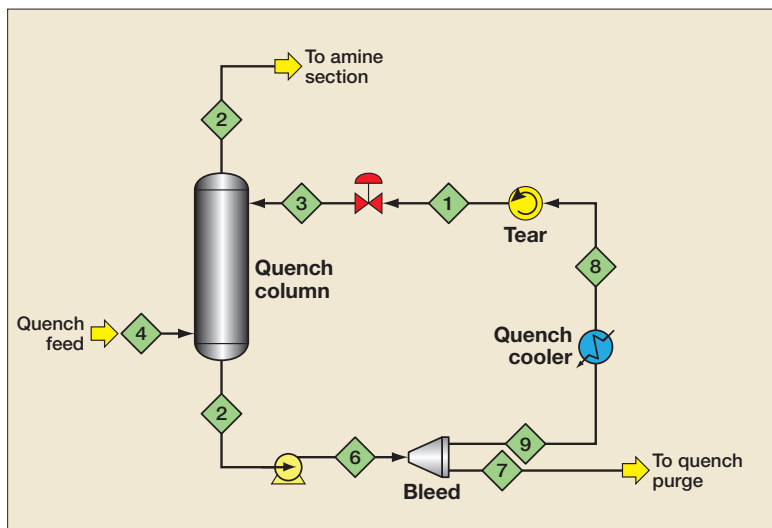 To amine
section
2
3
1
Tear
8
Quench
column
Quench
feed
4
Quench
cooler
2
6
9
7
Bleed
To quench
purge